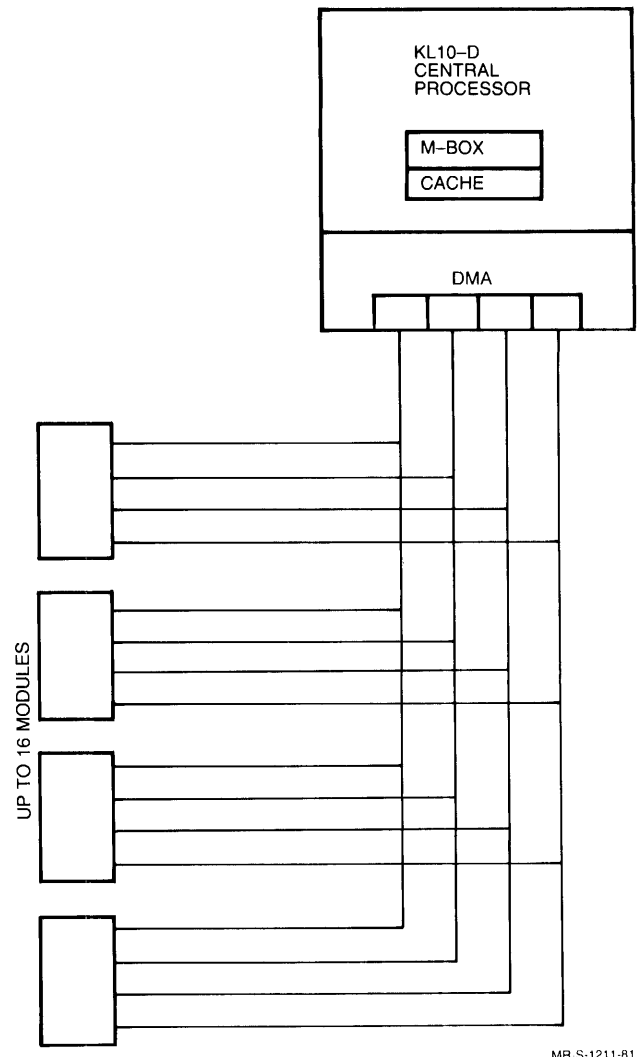 KL10–D
CENTRAL
PROCESSOR
M–BOX
CACHE
DMA
UP TO 16 MODULES
MR.S-1211-81